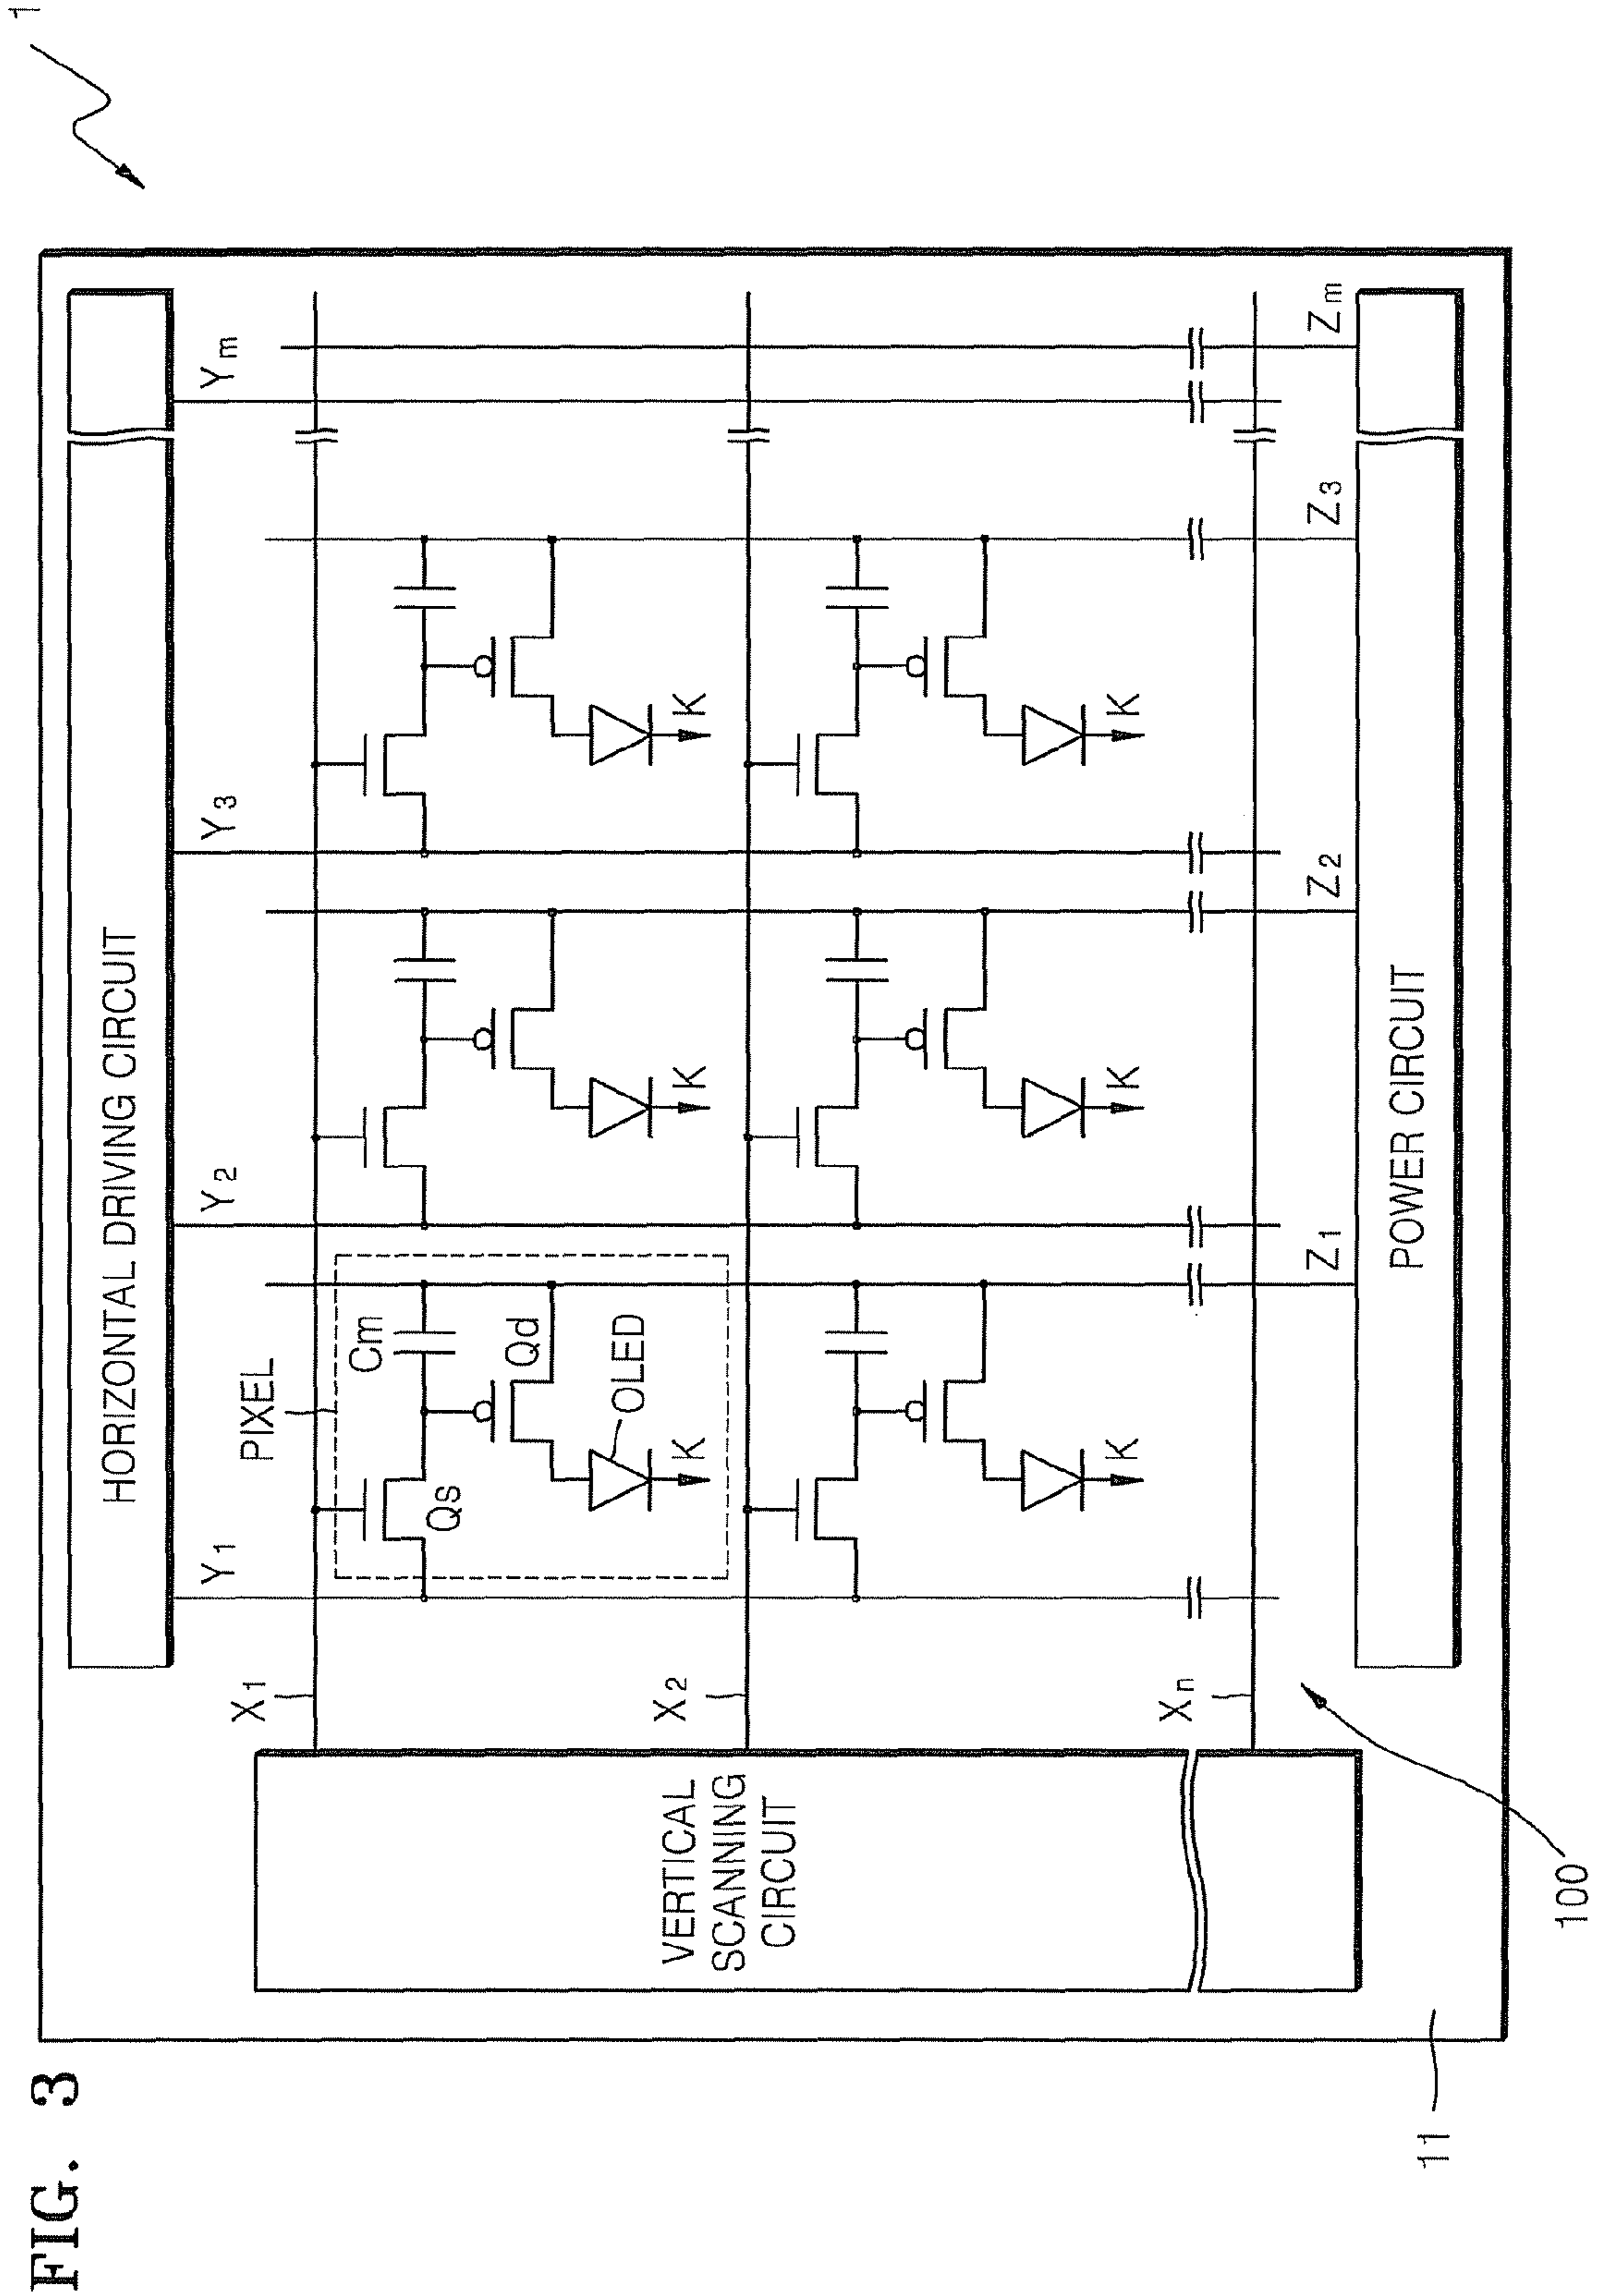 FIG. 3
1
HORIZONTAL DRIVING CIRCUIT
Y1
Y2
Y3
Ym
PIXEL
X1
Cm
Qs
Qd
OLED
K
K
K
VERTICAL
SCANNING
CIRCUIT
X2
K
K
K
Xn
Z1
Z2
Z3
Zm
POWER CIRCUIT
11
100